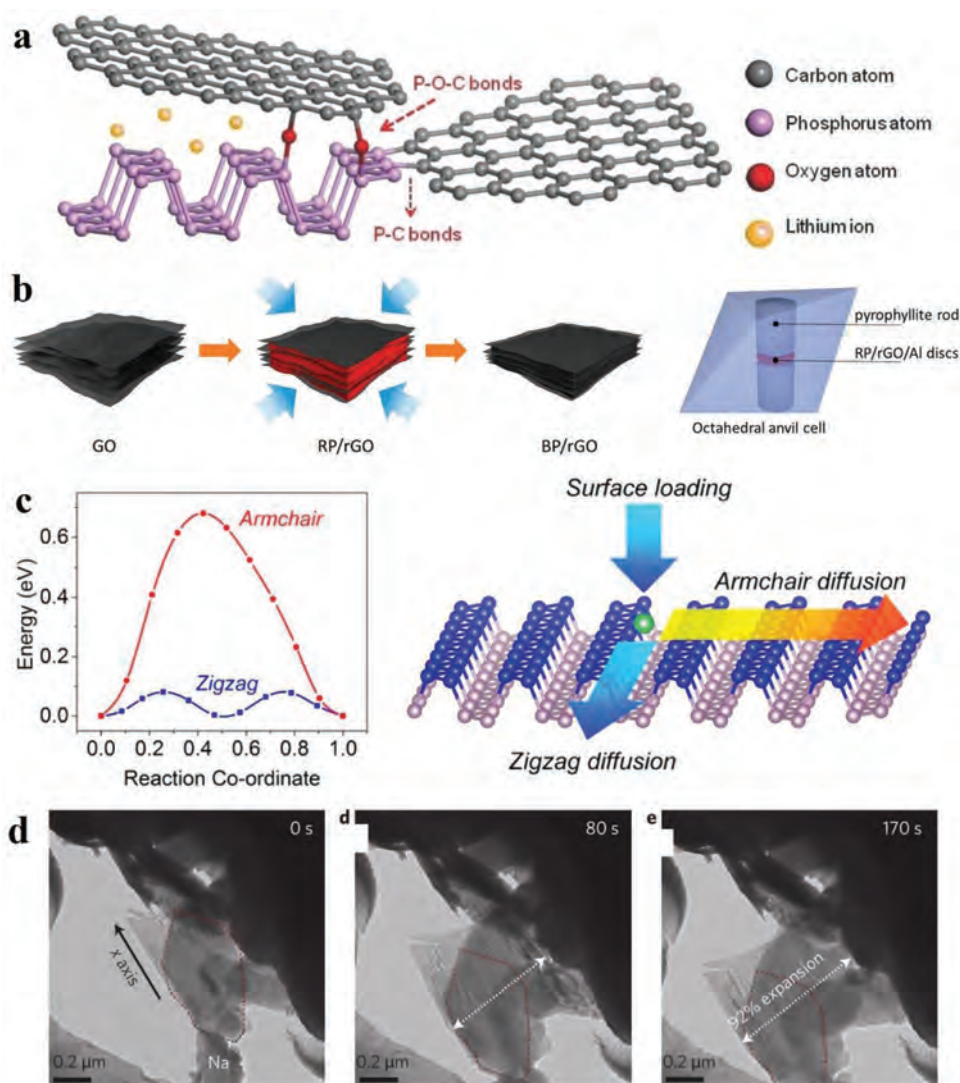 a
P-O-C bonds
P-C bonds
Carbon atom
Phosphorus atom
Oxygen atom
Lithium ion
b
GO
RP/rGO
BP/rGO
pyrophyllite rod
RP/rGO/Al discs
Octahedral anvil cell
c
Energy (eV)
0.6
0.4
0.2
0.0
Armchair
Zigzag
0.0 0.2 0.4 0.6 0.8 1.0
Reaction Co-ordinate
Surface loading
Armchair diffusion
Zigzag diffusion
d
0 s
x axis
Na
0.2 µm
d
80 s
0.2 µm
e
170 s
92% expansion
0.2 µm